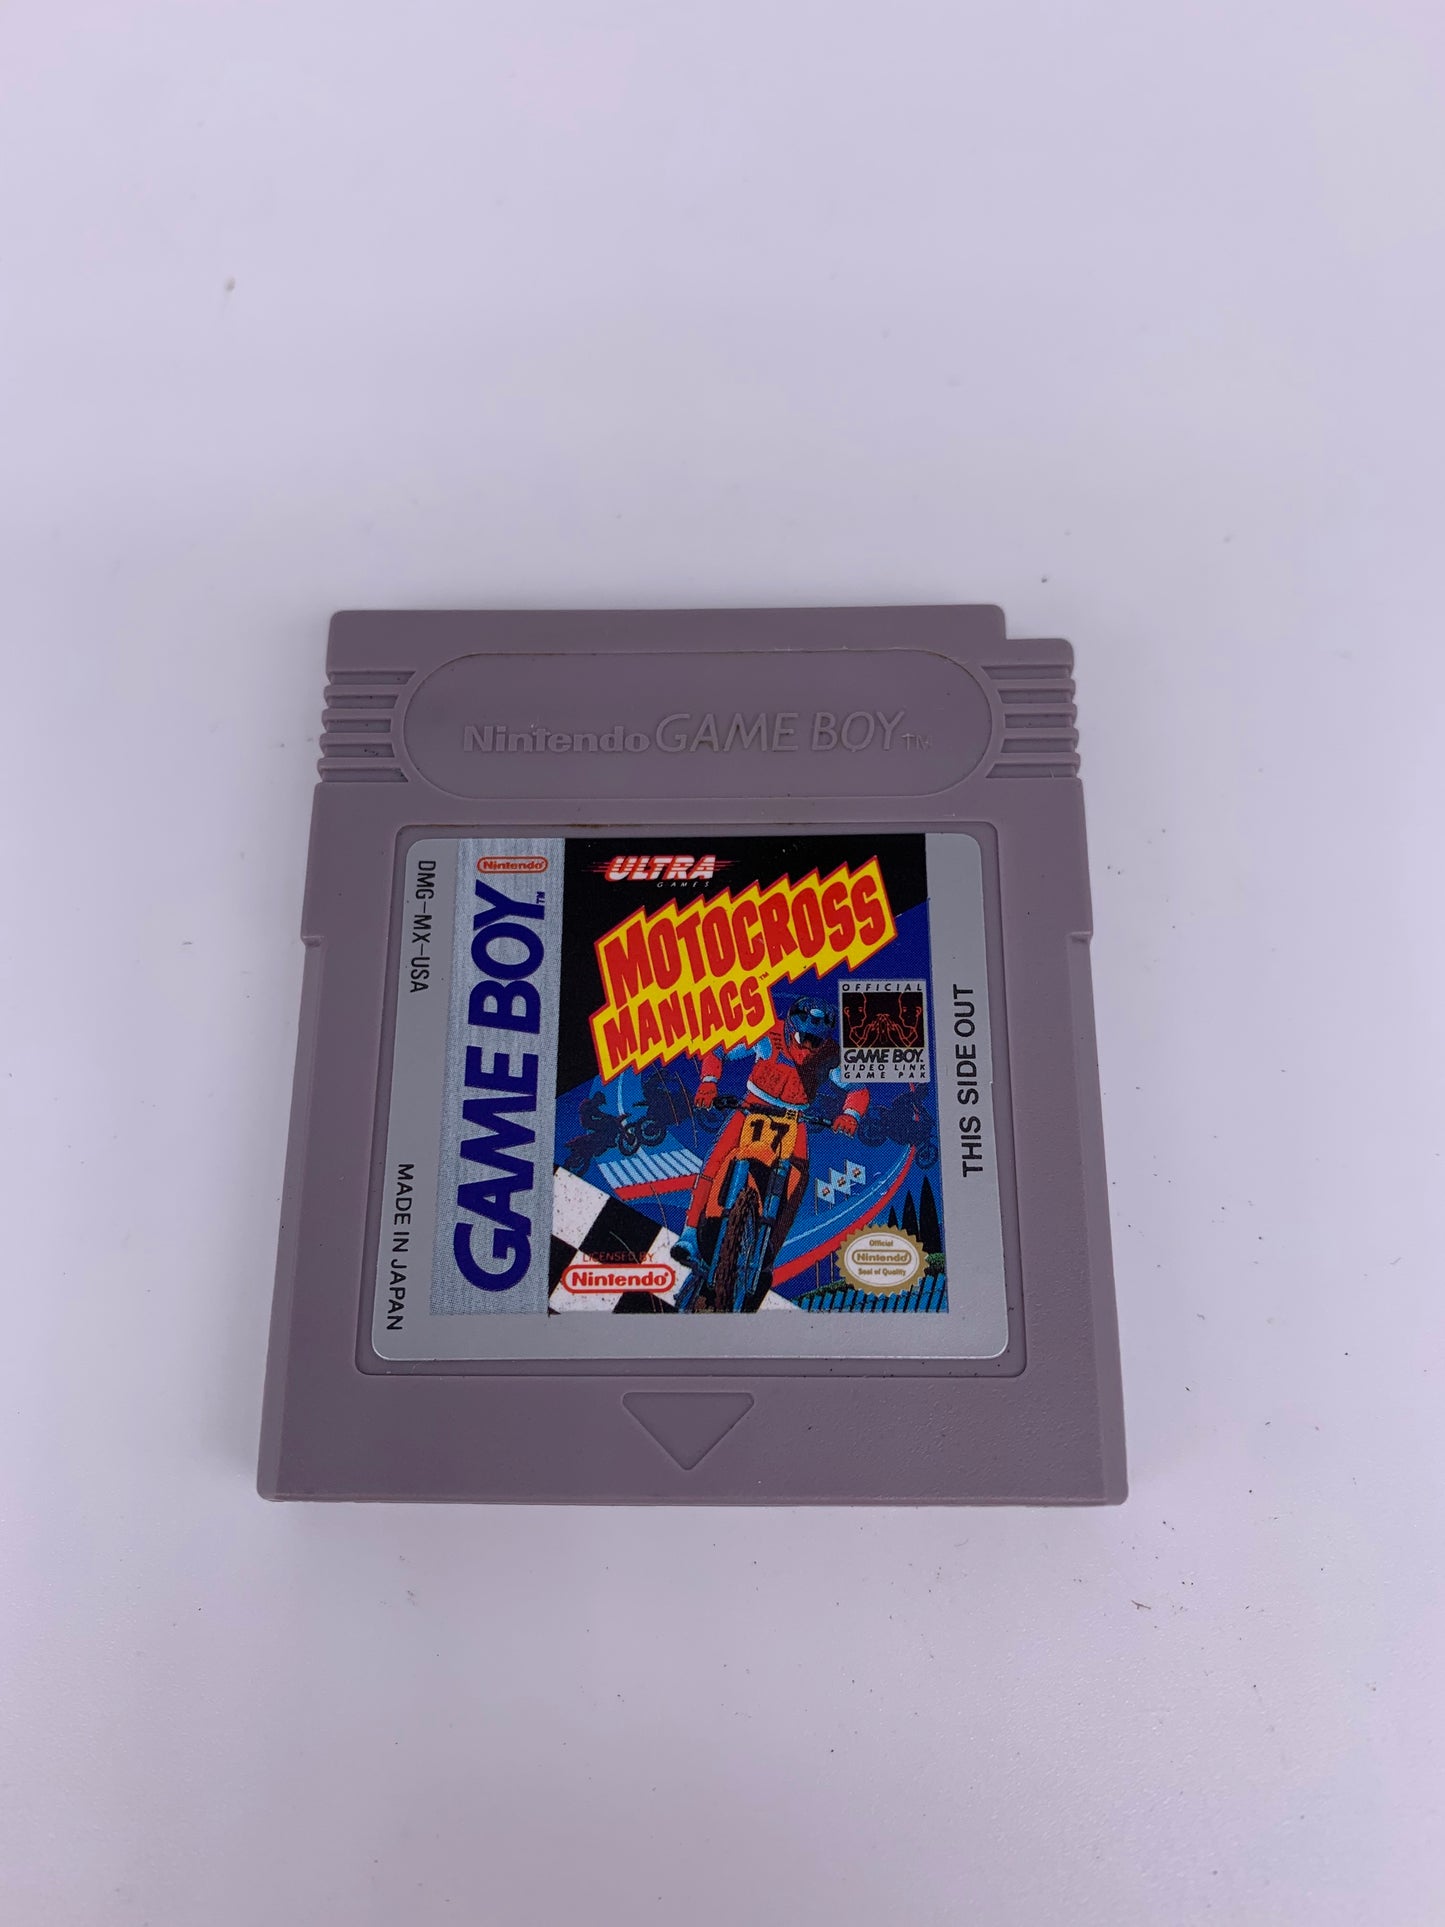 Nintendo GAME BOY™
DMG-MX-USA
MADE IN JAPAN
Nintendo
GAME BOY™
ULTRA
GAMES
MOTOCROSS
MANIACS™
OFFICIAL
GAME BOY
VIDEO LINK
GAME PAK
17
LICENSED BY
Nintendo
Official
Nintendo
Seal of Quality
THIS SIDE OUT